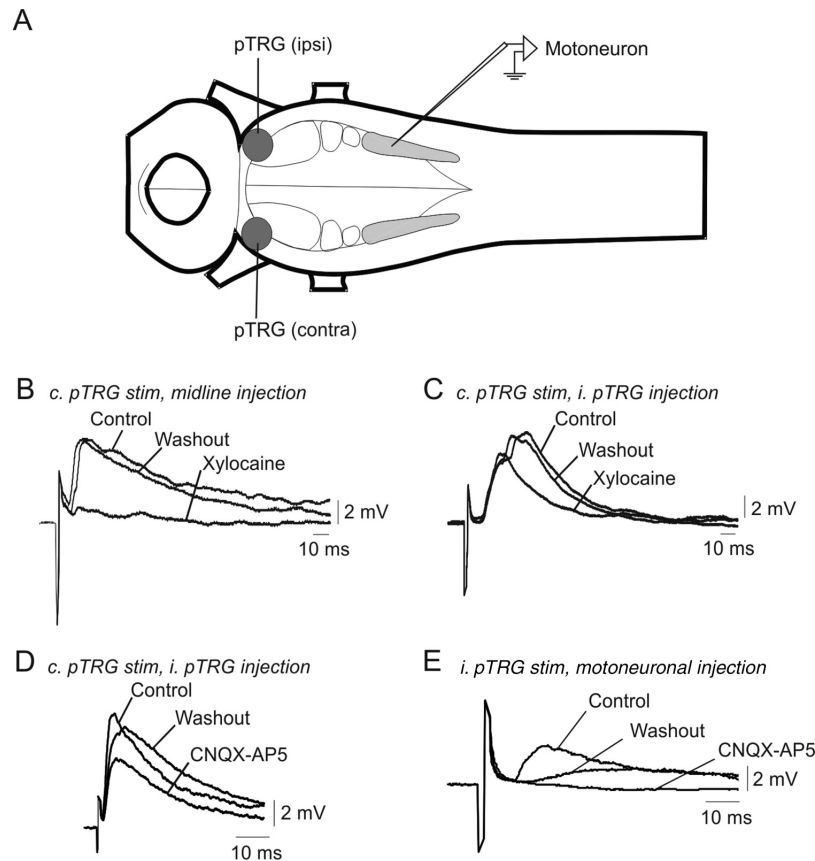 A
pTRG (ipsi)
Motoneuron
pTRG (contra)
B c. pTRG stim, midline injection
Control
Washout
Xylocaine
2 mV
10 ms
C c. pTRG stim, i. pTRG injection
Control
Washout
Xylocaine
2 mV
10 ms
D c. pTRG stim, i. pTRG injection
Control
Washout
CNQX-AP5
2 mV
10 ms
E i. pTRG stim, motoneuronal injection
Control
Washout
CNQX-AP5
2 mV
10 ms